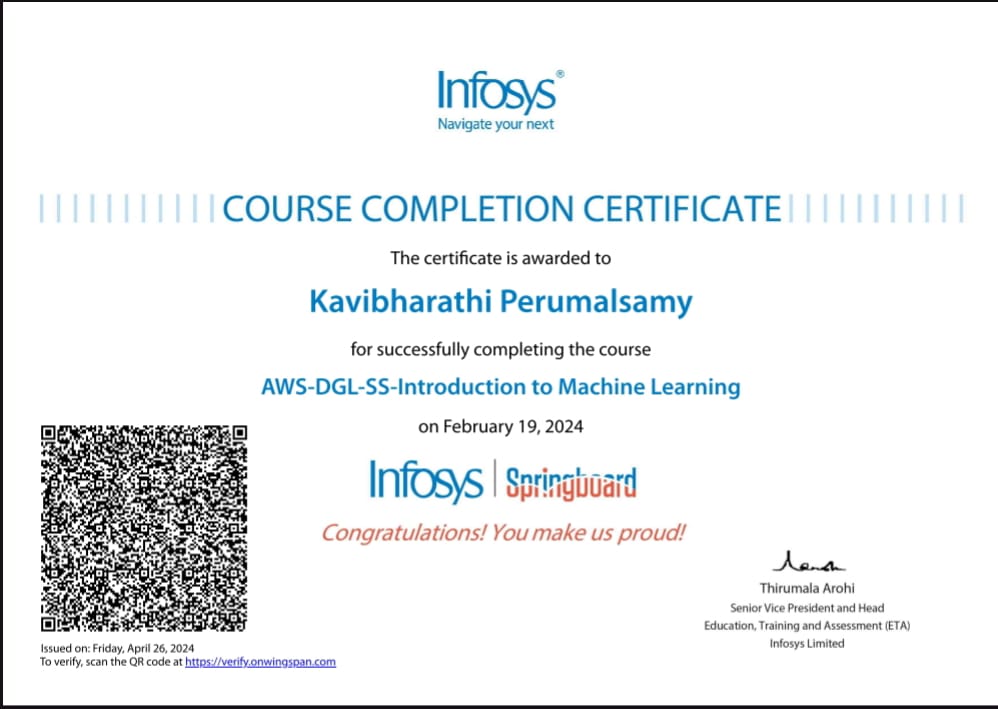 Infosys®
Navigate your next
COURSE COMPLETION CERTIFICATE
The certificate is awarded to
Kavibharathi Perumalsamy
for successfully completing the course
AWS-DGL-SS-Introduction to Machine Learning
on February 19, 2024
Infosys | Springboard
Congratulations! You make us proud!
Thirumala Arohi
Senior Vice President and Head
Education, Training and Assessment (ETA)
Infosys Limited
Issued on: Friday, April 26, 2024
To verify, scan the QR code at https://verify.onwingspan.com